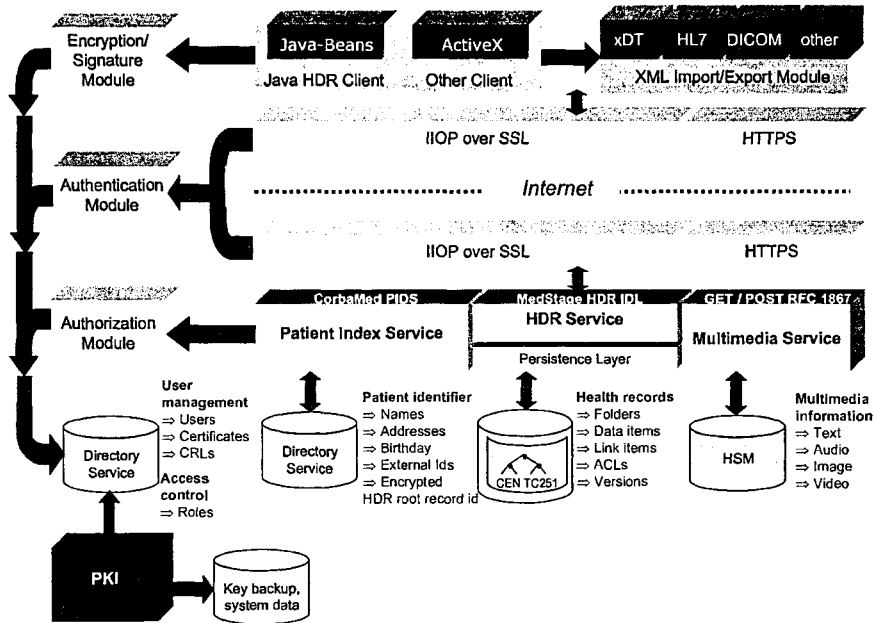 Encryption/
Signature
Module
Java-Beans
Java HDR Client
ActiveX
Other Client
xDT HL7 DICOM other
XML Import/Export Module
IIOP over SSL
HTTPS
Authentication
Module
Internet
IIOP over SSL
HTTPS
Authorization
Module
CorbaMed PIDS
Patient Index Service
MedStage HDR IDL
HDR Service
Persistence Layer
GET / POST RFC 1867
Multimedia Service
User
management
⇒ Users
⇒ Certificates
⇒ CRLs
Access
control
⇒ Roles
Directory
Service
Patient identifier
⇒ Names
⇒ Addresses
⇒ Birthday
⇒ External Ids
⇒ Encrypted
HDR root record id
Directory
Service
Health records
⇒ Folders
⇒ Data items
⇒ Link items
⇒ ACLs
⇒ Versions
CEN TC251
Multimedia
information
⇒ Text
⇒ Audio
⇒ Image
⇒ Video
HSM
PKI
Key backup,
system data